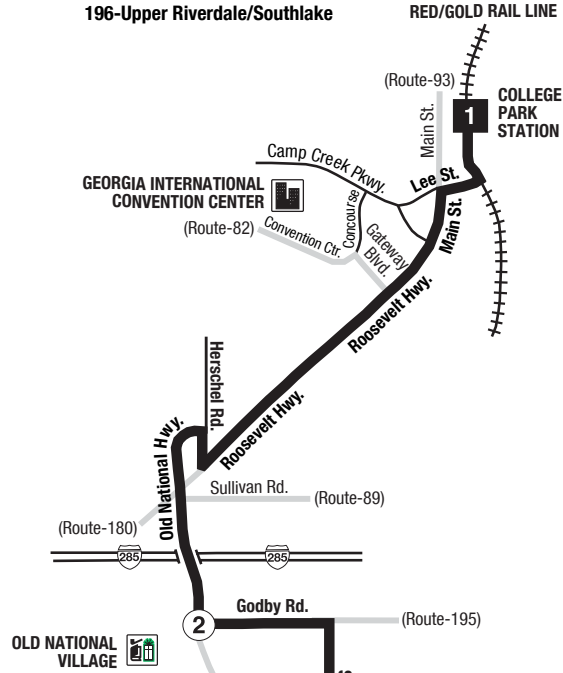 196-Upper Riverdale/Southlake
RED/GOLD RAIL LINE
(Route-93)
Main St.
1
COLLEGE
PARK
STATION
Camp Creek Pkwy.
Lee St.
GEORGIA INTERNATIONAL
CONVENTION CENTER
(Route-82)
Convention Ctr.
Concourse
Gateway
Blvd.
Main St.
Roosevelt Hwy.
Herschel Rd.
Roosevelt Hwy.
Old National Hwy.
Sullivan Rd.
(Route-89)
(Route-180)
285
285
Godby Rd.
2
(Route-195)
OLD NATIONAL
VILLAGE